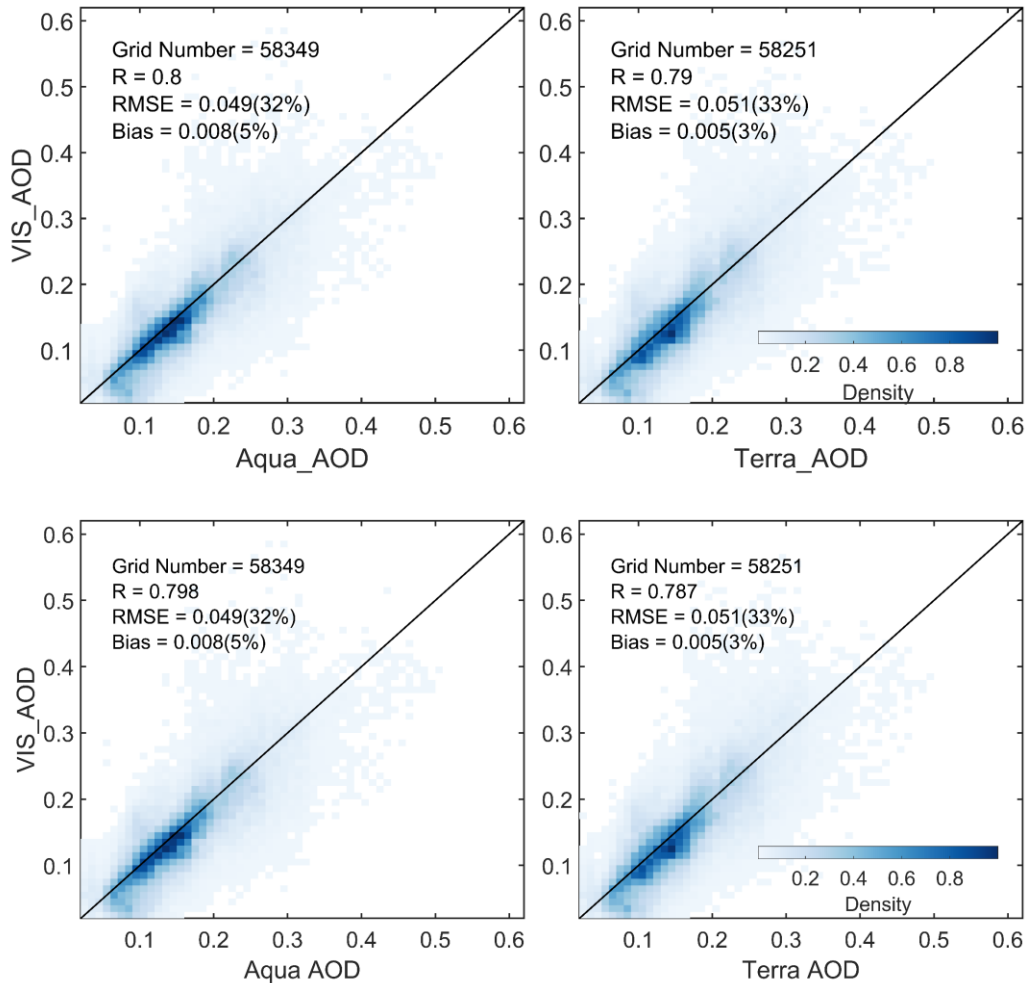 Grid Number = 58349
R = 0.8
RMSE = 0.049(32%)
Bias = 0.008(5%)
VIS_AOD
0.6
0.5
0.4
0.3
0.2
0.1
0.1 0.2 0.3 0.4 0.5 0.6
Aqua_AOD
Grid Number = 58251
R = 0.79
RMSE = 0.051(33%)
Bias = 0.005(3%)
0.6
0.5
0.4
0.3
0.2
0.1
0.2 0.4 0.6 0.8
Density
0.1 0.2 0.3 0.4 0.5 0.6
Terra_AOD
Grid Number = 58349
R = 0.798
RMSE = 0.049(32%)
Bias = 0.008(5%)
VIS_AOD
0.6
0.5
0.4
0.3
0.2
0.1
0.1 0.2 0.3 0.4 0.5 0.6
Aqua AOD
Grid Number = 58251
R = 0.787
RMSE = 0.051(33%)
Bias = 0.005(3%)
0.6
0.5
0.4
0.3
0.2
0.1
0.2 0.4 0.6 0.8
Density
0.1 0.2 0.3 0.4 0.5 0.6
Terra AOD